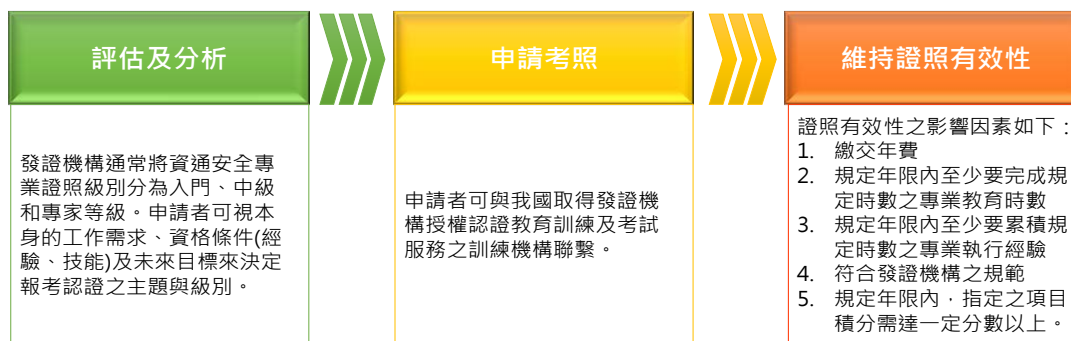 評估及分析
發證機構通常將資通安全專
業證照級別分為入門、中級
和專家等級。申請者可視本
身的工作需求、資格條件(經
驗、技能)及未來目標來決定
報考認證之主題與級別。
申請考照
申請者可與我國取得發證機
構授權認證教育訓練及考試
服務之訓練機構聯繫。
維持證照有效性
證照有效性之影響因素如下：
1. 繳交年費
2. 規定年限內至少要完成規
定時數之專業教育時數
3. 規定年限內至少要累積規
定時數之專業執行經驗
4. 符合發證機構之規範
5. 規定年限內，指定之項目
積分需達一定分數以上。